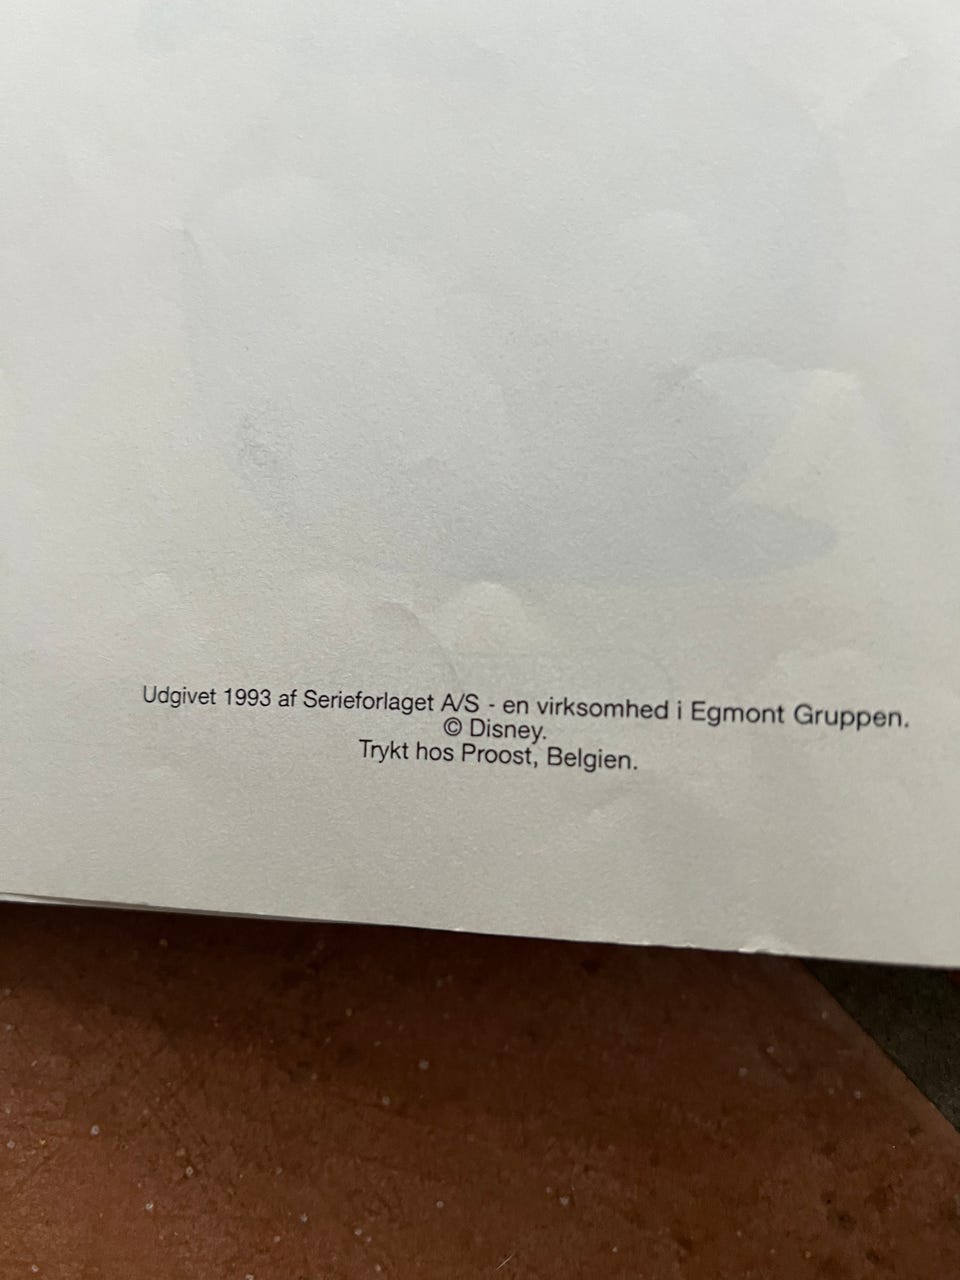 Udgivet 1993 af Serieforlaget A/S - en virksomhed i Egmont Gruppen.
© Disney.
Trykt hos Proost, Belgien.